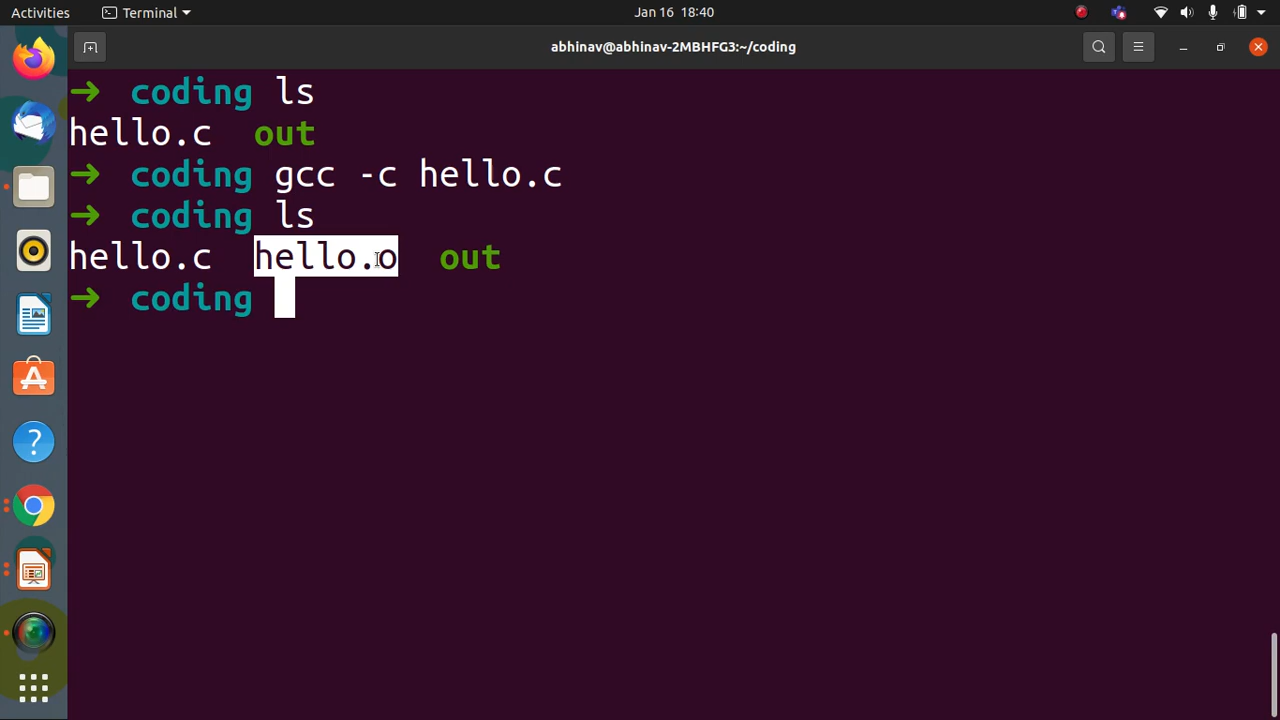 Activities Terminal Jan 16 18:40
abhinav@abhinav-2MBHFG3:~/coding
➜ coding ls
hello.c out
➜ coding gcc -c hello.c
➜ coding ls
hello.c hello.o out
➜ coding